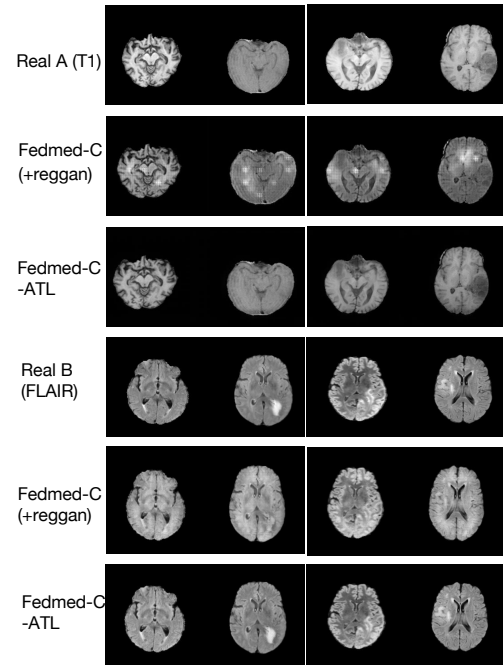 Real A (T1)
Fedmed-C
(+reggan)
Fedmed-C
-ATL
Real B
(FLAIR)
Fedmed-C
(+reggan)
Fedmed-C
-ATL